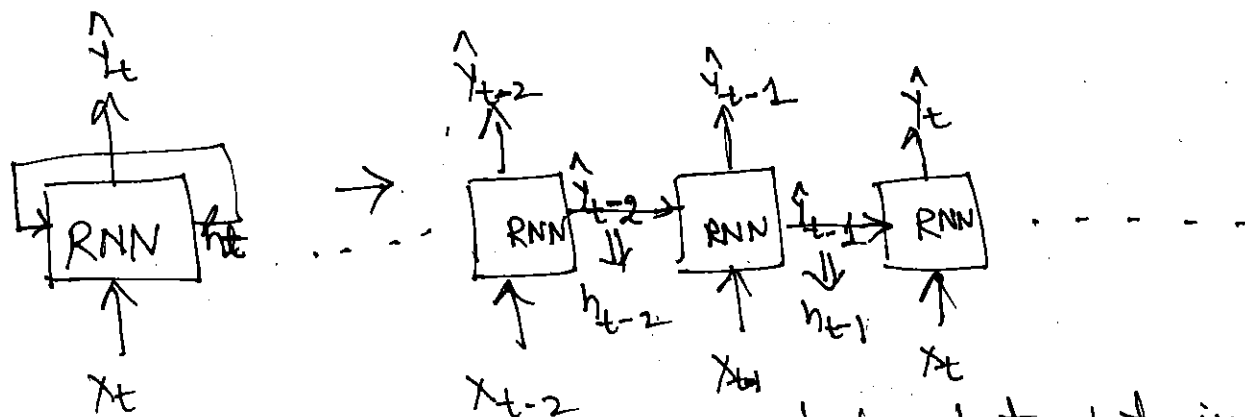 ŷt
ŷt-2 ŷt-1 ŷt
RNN ht → ..... RNN ŷt-2 RNN ŷt-1 RNN . - - - - - -
⇓ ⇓
ht-2 ht-1
xt xt-2 xt-1 xt